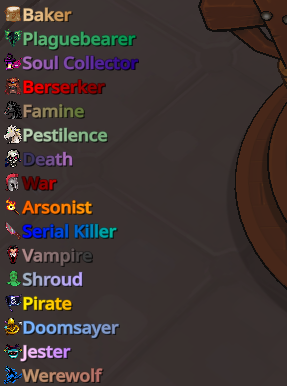 Baker
Plaguebearer
Soul Collector
Berserker
Famine
Pestilence
Death
War
Arsonist
Serial Killer
Vampire
Shroud
Pirate
Doomsayer
Jester
Werewolf